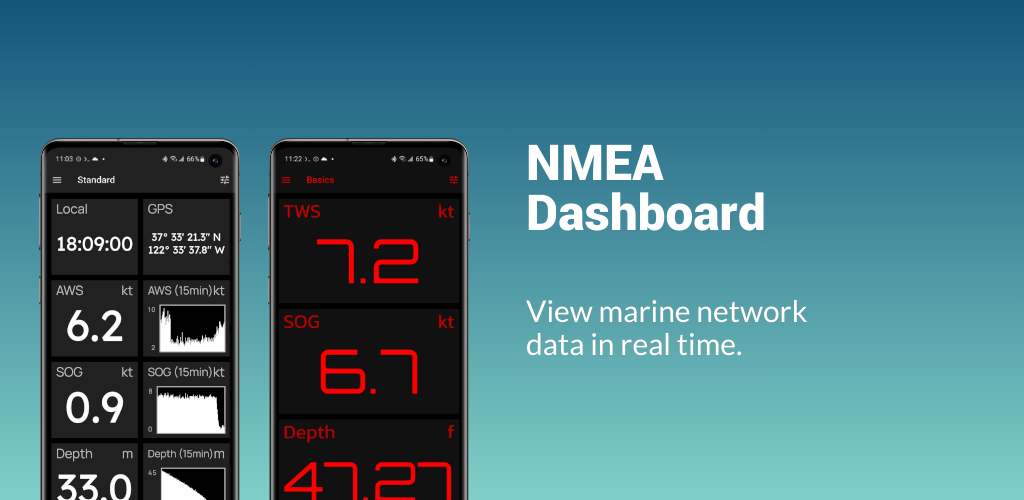 11:03
66%
Standard
Local
18:09:00
GPS
37° 33' 21.3" N
122° 33' 37.8" W
AWS kt
6.2
AWS (15min)kt
10
2
SOG kt
0.9
SOG (15min)kt
8
0
Depth m
33.0
Depth (15min)m
45
11:22
65%
Basics
TWS kt
7.2
SOG kt
6.7
Depth f
47.27
NMEA
Dashboard
View marine network
data in real time.